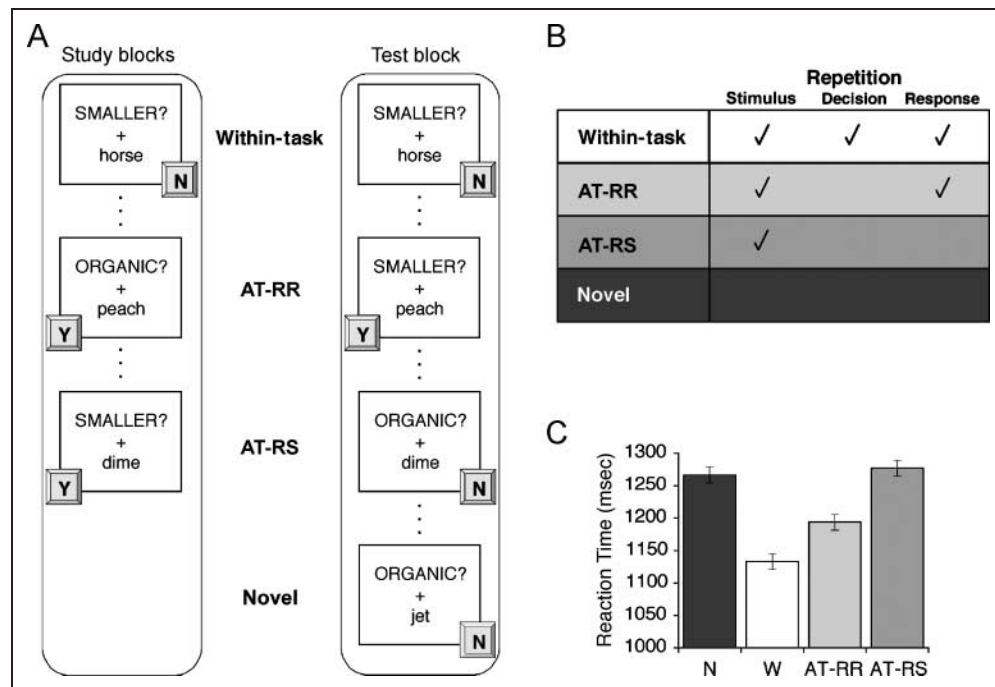 A
Study blocks
Test block
SMALLER?
+
horse
N
Within-task
SMALLER?
+
horse
N
ORGANIC?
+
peach
Y
AT-RR
SMALLER?
+
peach
Y
SMALLER?
+
dime
Y
AT-RS
ORGANIC?
+
dime
N
Novel
ORGANIC?
+
jet
N
B
Repetition
Stimulus Decision Response
Within-task ✓ ✓ ✓
AT-RR ✓ ✓
AT-RS ✓
Novel
C
Reaction Time (msec)
1300
1250
1200
1150
1100
1050
1000
N W AT-RR AT-RS